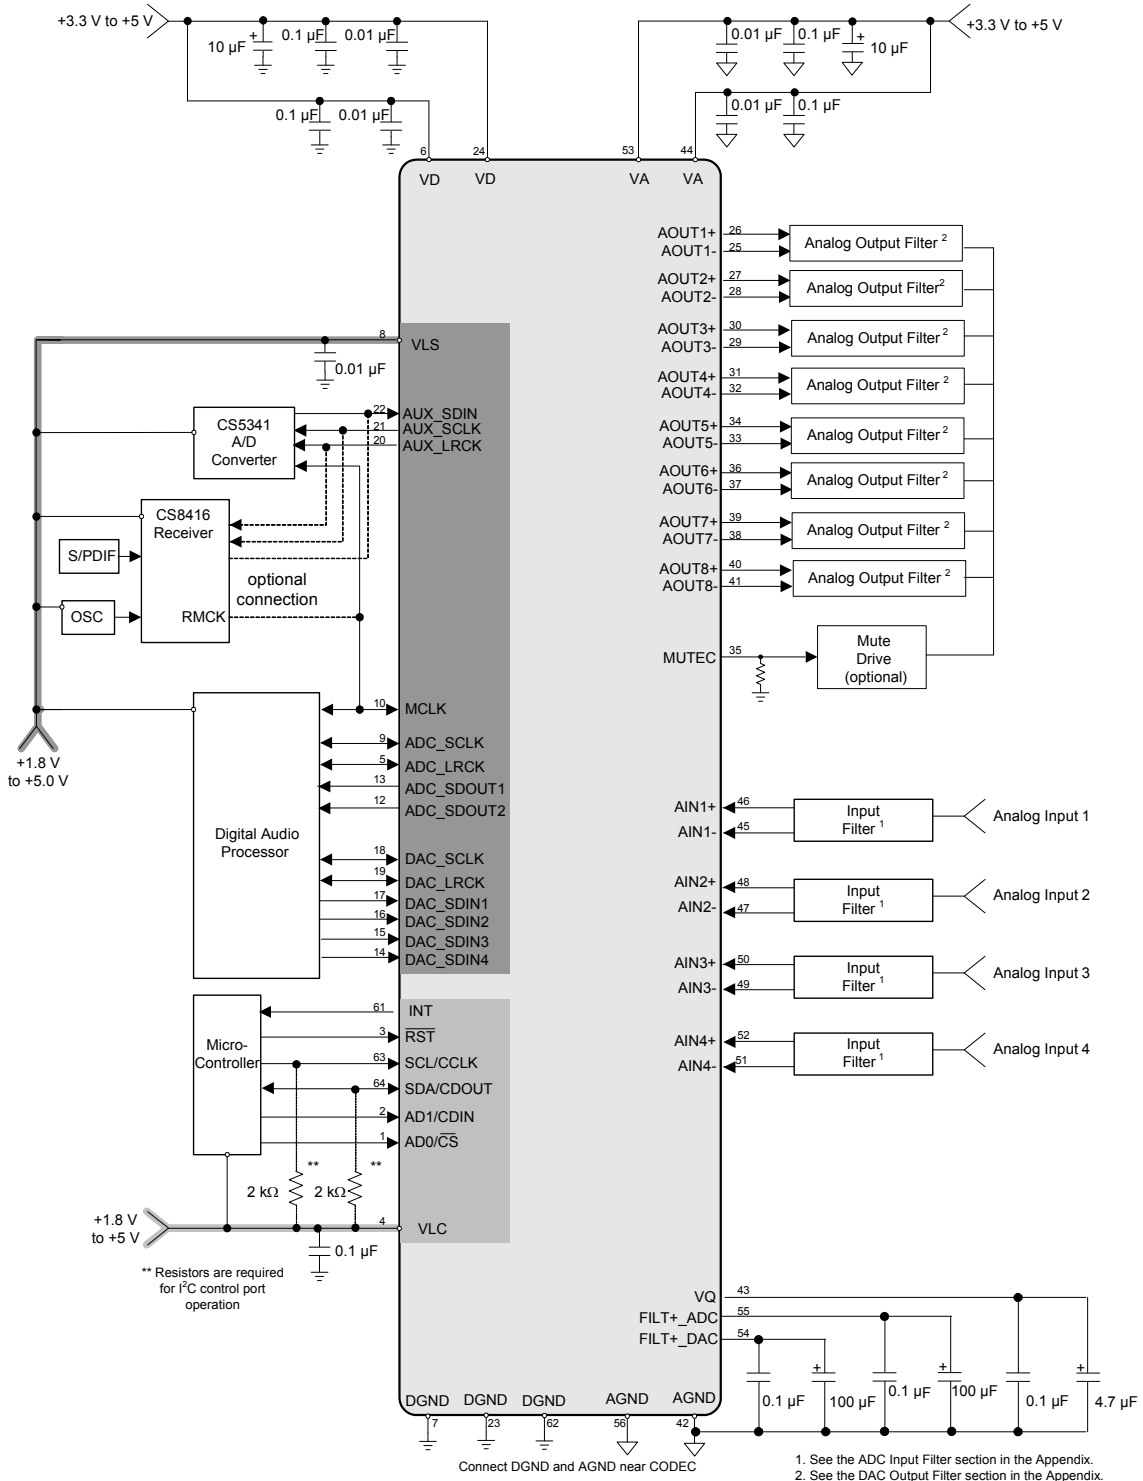 +3.3 V to +5 V
10 µF
+
0.1 µF
0.01 µF
0.1 µF
0.01 µF
0.01 µF
0.1 µF
+
10 µF
+3.3 V to +5 V
0.01 µF
0.1 µF
6
24
53
44
VD
VD
VA
VA
AOUT1+
26
AOUT1-
25
Analog Output Filter 2
AOUT2+
27
AOUT2-
28
Analog Output Filter2
AOUT3+
30
AOUT3-
29
Analog Output Filter 2
AOUT4+
31
AOUT4-
32
Analog Output Filter 2
AOUT5+
34
AOUT5-
33
Analog Output Filter 2
AOUT6+
36
AOUT6-
37
Analog Output Filter 2
AOUT7+
39
AOUT7-
38
Analog Output Filter 2
AOUT8+
40
AOUT8-
41
Analog Output Filter 2
MUTEC
35
Mute
Drive
(optional)
8
VLS
0.01 µF
CS5341
A/D
Converter
22
AUX_SDIN
21
AUX_SCLK
20
AUX_LRCK
CS8416
Receiver
S/PDIF
OSC
RMCK
optional
connection
+1.8 V
to +5.0 V
Digital Audio
Processor
10
MCLK
9
ADC_SCLK
5
ADC_LRCK
13
ADC_SDOUT1
12
ADC_SDOUT2
18
DAC_SCLK
19
DAC_LRCK
17
DAC_SDIN1
16
DAC_SDIN2
15
DAC_SDIN3
14
DAC_SDIN4
AIN1+
46
AIN1-
45
Input
Filter 1
Analog Input 1
AIN2+
48
AIN2-
47
Input
Filter 1
Analog Input 2
AIN3+
50
AIN3-
49
Input
Filter 1
Analog Input 3
AIN4+
52
AIN4-
51
Input
Filter 1
Analog Input 4
Micro-
Controller
61
INT
3
RST
63
SCL/CCLK
64
SDA/CDOUT
2
AD1/CDIN
1
AD0/CS
**
**
2 kΩ
2 kΩ
+1.8 V
to +5 V
4
VLC
0.1 µF
** Resistors are required
for I2C control port
operation
VQ
43
FILT+_ADC
55
FILT+_DAC
54
0.1 µF
+
100 µF
0.1 µF
+
100 µF
0.1 µF
+
4.7 µF
DGND
DGND
DGND
AGND
AGND
7
23
62
56
42
Connect DGND and AGND near CODEC
1. See the ADC Input Filter section in the Appendix.
2. See the DAC Output Filter section in the Appendix.